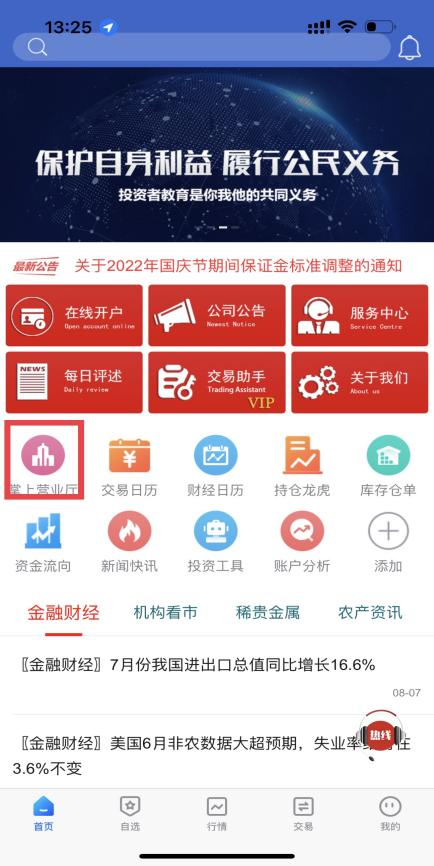 13:25
保护自身利益 履行公民义务
投资者教育是你我他的共同义务
最新公告 关于2022年国庆节期间保证金标准调整的通知
在线开户 公司公告 服务中心
Open account online Newest Notice Service Centre
NEWS 每日评述 交易助手 关于我们
Daily review Trading Assistant About us
VIP
掌上营业厅 交易日历 财经日历 持仓龙虎 库存仓单
资金流向 新闻快讯 投资工具 账户分析 添加
金融财经 机构看市 稀贵金属 农产资讯
〖金融财经〗7月份我国进出口总值同比增长16.6%
08-07
热线
〖金融财经〗美国6月非农数据大超预期，失业率 在
3.6%不变
首页 自选 行情 交易 我的